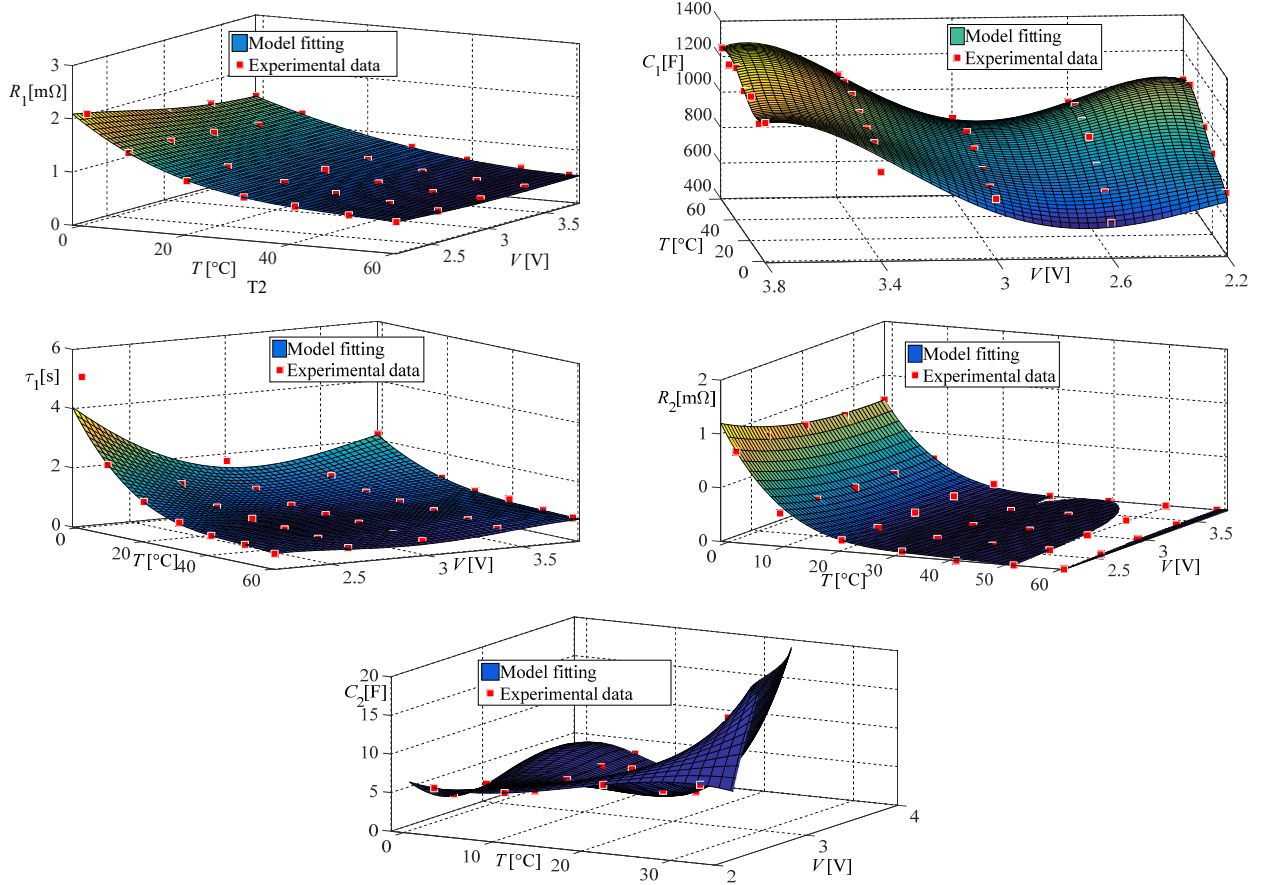 3
2
1
0
R1[mΩ]
Model fitting
Experimental data
0
20
40
60
T [°C]
T2
2.5
3
3.5
V [V]
1400
1200
1000
800
600
400
C1[F]
Model fitting
Experimental data
60
40
20
0
T [°C]
3.8
3.4
3
2.6
2.2
V [V]
6
4
2
0
τ1[s]
Model fitting
Experimental data
0
20
40
60
T [°C]
2.5
3
3.5
V [V]
2
1
0
0
R2[mΩ]
Model fitting
Experimental data
0
10
20
30
40
50
60
T [°C]
2.5
3
3.5
V [V]
20
15
10
5
0
C2[F]
Model fitting
Experimental data
0
10
20
30
T [°C]
2
3
4
V [V]